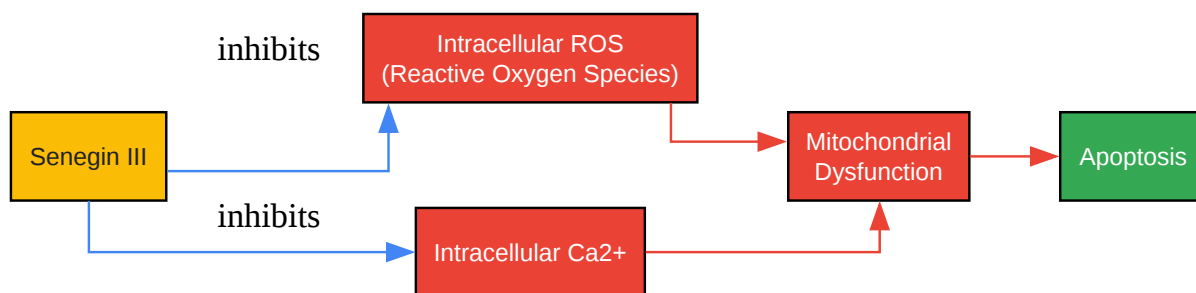 inhibits
Intracellular ROS
(Reactive Oxygen Species)
Senegin III
Mitochondrial
Dysfunction
Apoptosis
inhibits
Intracellular Ca2+